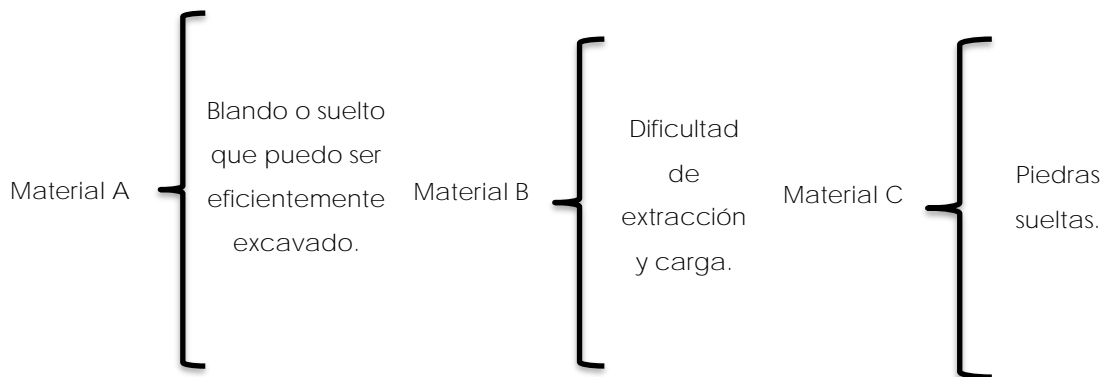 Material A
Blando o suelto
que puedo ser
eficientemente
excavado.
Material B
Dificultad
de
extracción
y carga.
Material C
Piedras
sueltas.